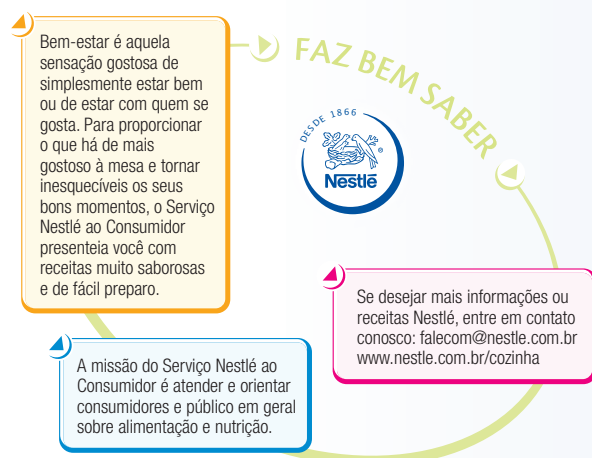 Bem-estar é aquela
sensação gostosa de
simplesmente estar bem
ou de estar com quem se
gosta. Para proporcionar
o que há de mais
gostoso à mesa e tornar
inesquecíveis os seus
bons momentos, o Serviço
Nestlé ao Consumidor
presenteia você com
receitas muito saborosas
e de fácil preparo.
FAZ BEM SABER
DESDE 1866
Nestlé
Se desejar mais informações ou
receitas Nestlé, entre em contato
conosco: falecom@nestle.com.br
www.nestle.com.br/cozinha
A missão do Serviço Nestlé ao
Consumidor é atender e orientar
consumidores e público em geral
sobre alimentação e nutrição.